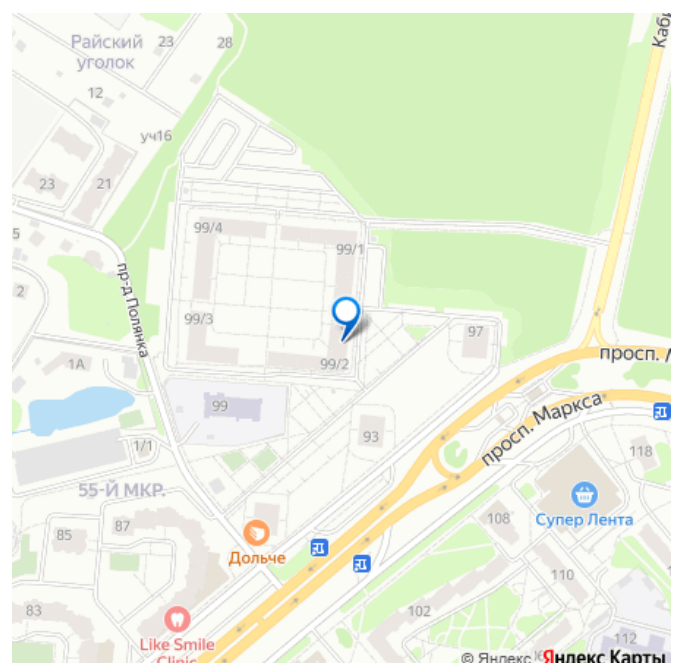 Райский
уголок
23
28
12
уч16
23
21
99/4
99/1
5
пр-д Полянка
2
99/3
97
просп. М
99/2
1А
99
просп. Маркса
93
1/1
118
55-Й МКР.
Супер Лента
85
87
108
Дольче
110
83
102
Like Smile
Clinic
112
© Яндекс
Яндекс Карты